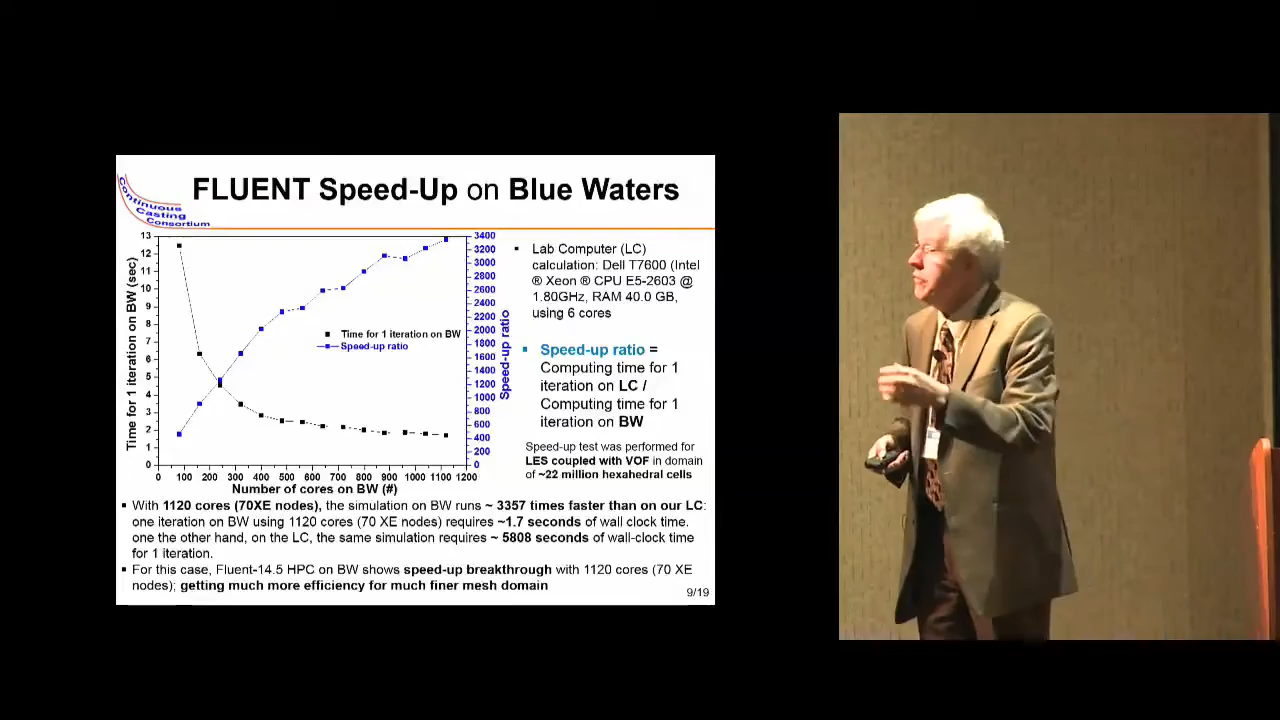 FLUENT Speed-Up on Blue Waters
Continuous
Casting
Consortium
Time for 1 iteration on BW (sec)
13
12
11
10
9
8
7
6
5
4
3
2
1
0
0 100 200 300 400 500 600 700 800 900 1000 1100 1200
Number of cores on BW (#)
3400
3200
3000
2800
2600
2400
2200
2000
1800
1600
1400
1200
1000
800
600
400
200
0
Speed-up ratio
Time for 1 iteration on BW
Speed-up ratio
Lab Computer (LC)
calculation: Dell T7600 (Intel
® Xeon ® CPU E5-2603 @
1.80GHz, RAM 40.0 GB,
using 6 cores
Speed-up ratio =
Computing time for 1
iteration on LC /
Computing time for 1
iteration on BW
Speed-up test was performed for
LES coupled with VOF in domain
of ~22 million hexahedral cells
With 1120 cores (70XE nodes), the simulation on BW runs ~ 3357 times faster than on our LC:
one iteration on BW using 1120 cores (70 XE nodes) requires ~1.7 seconds of wall clock time.
one the other hand, on the LC, the same simulation requires ~ 5808 seconds of wall-clock time
for 1 iteration.
For this case, Fluent-14.5 HPC on BW shows speed-up breakthrough with 1120 cores (70 XE
nodes); getting much more efficiency for much finer mesh domain
9/19